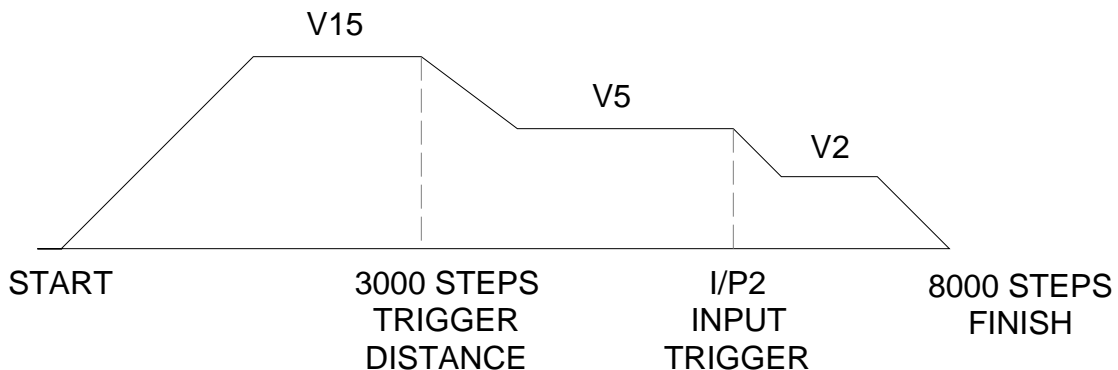 V15
V5
V2
START
3000 STEPS
TRIGGER
DISTANCE
I/P2
INPUT
TRIGGER
8000 STEPS
FINISH